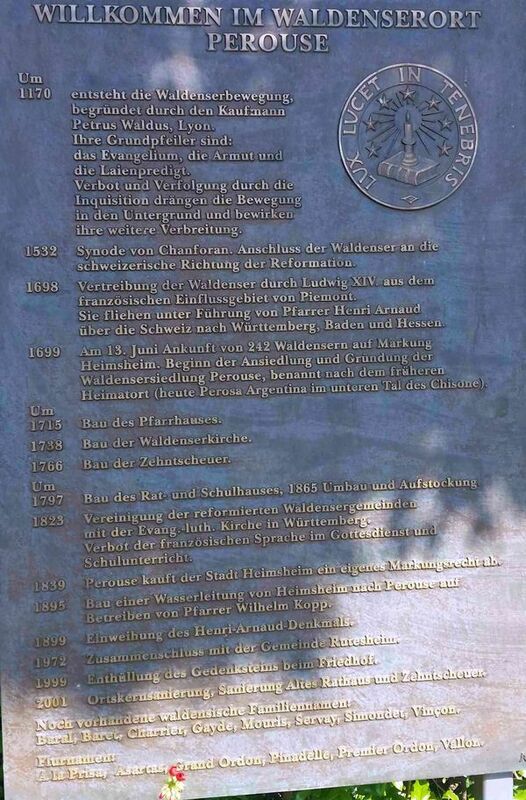 WILLKOMMEN IM WALDENSERORT
PEROUSE
LUX LUCET IN TENEBRIS
Um
1170 entsteht die Waldenserbewegung,
begründet durch den Kaufmann
Petrus Waldus, Lyon.
Ihre Grundpfeiler sind:
das Evangelium, die Armut und
die Laienpredigt.
Verbot und Verfolgung durch die
Inquisition drängen die Bewegung
in den Untergrund und bewirken
ihre weitere Verbreitung.
1532 Synode von Chanforan. Anschluss der Waldenser an die
schweizerische Richtung der Reformation.
1698 Vertreibung der Waldenser durch Ludwig XIV. aus dem
französischen Einflussgebiet von Piemont.
Sie fliehen unter Führung von Pfarrer Henri Arnaud
über die Schweiz nach Württemberg, Baden und Hessen.
1699 Am 13. Juni Ankunft von 242 Waldensern auf Markung
Heimsheim. Beginn der Ansiedlung und Gründung der
Waldensersiedlung Perouse, benannt nach dem früheren
Heimatort (heute Perosa Argentina im unteren Tal des Chisone).
Um
1715 Bau des Pfarrhauses.
1738 Bau der Waldenserkirche.
1766 Bau der Zehntscheuer.
Um
1797 Bau des Rat- und Schulhauses, 1865 Umbau und Aufstockung
1823 Vereinigung der reformierten Waldensergemeinden
mit der Evang.-luth. Kirche in Württemberg.
Verbot der französischen Sprache im Gottesdienst und
Schulunterricht.
1839 Perouse kauft der Stadt Heimsheim ein eigenes Markungsrecht ab.
1895 Bau einer Wasserleitung von Heimsheim nach Perouse auf
Betreiben von Pfarrer Wilhelm Kopp.
1899 Einweihung des Henri-Arnaud-Denkmals.
1972 Zusammenschluss mit der Gemeinde Rutesheim.
1999 Enthüllung des Gedenksteins beim Friedhof.
2001 Ortskernsanierung, Sanierung Altes Rathaus und Zehntscheuer.
Noch vorhandene waldensische Familiennamen
Baral, Baret, Charrier, Gayde, Mouris, Servay, Simondet, Vinçon.
Flurnamen
A la Prisa, Asartas, Grand Ordon, Pinadelle, Premier Ordon, Vallon.